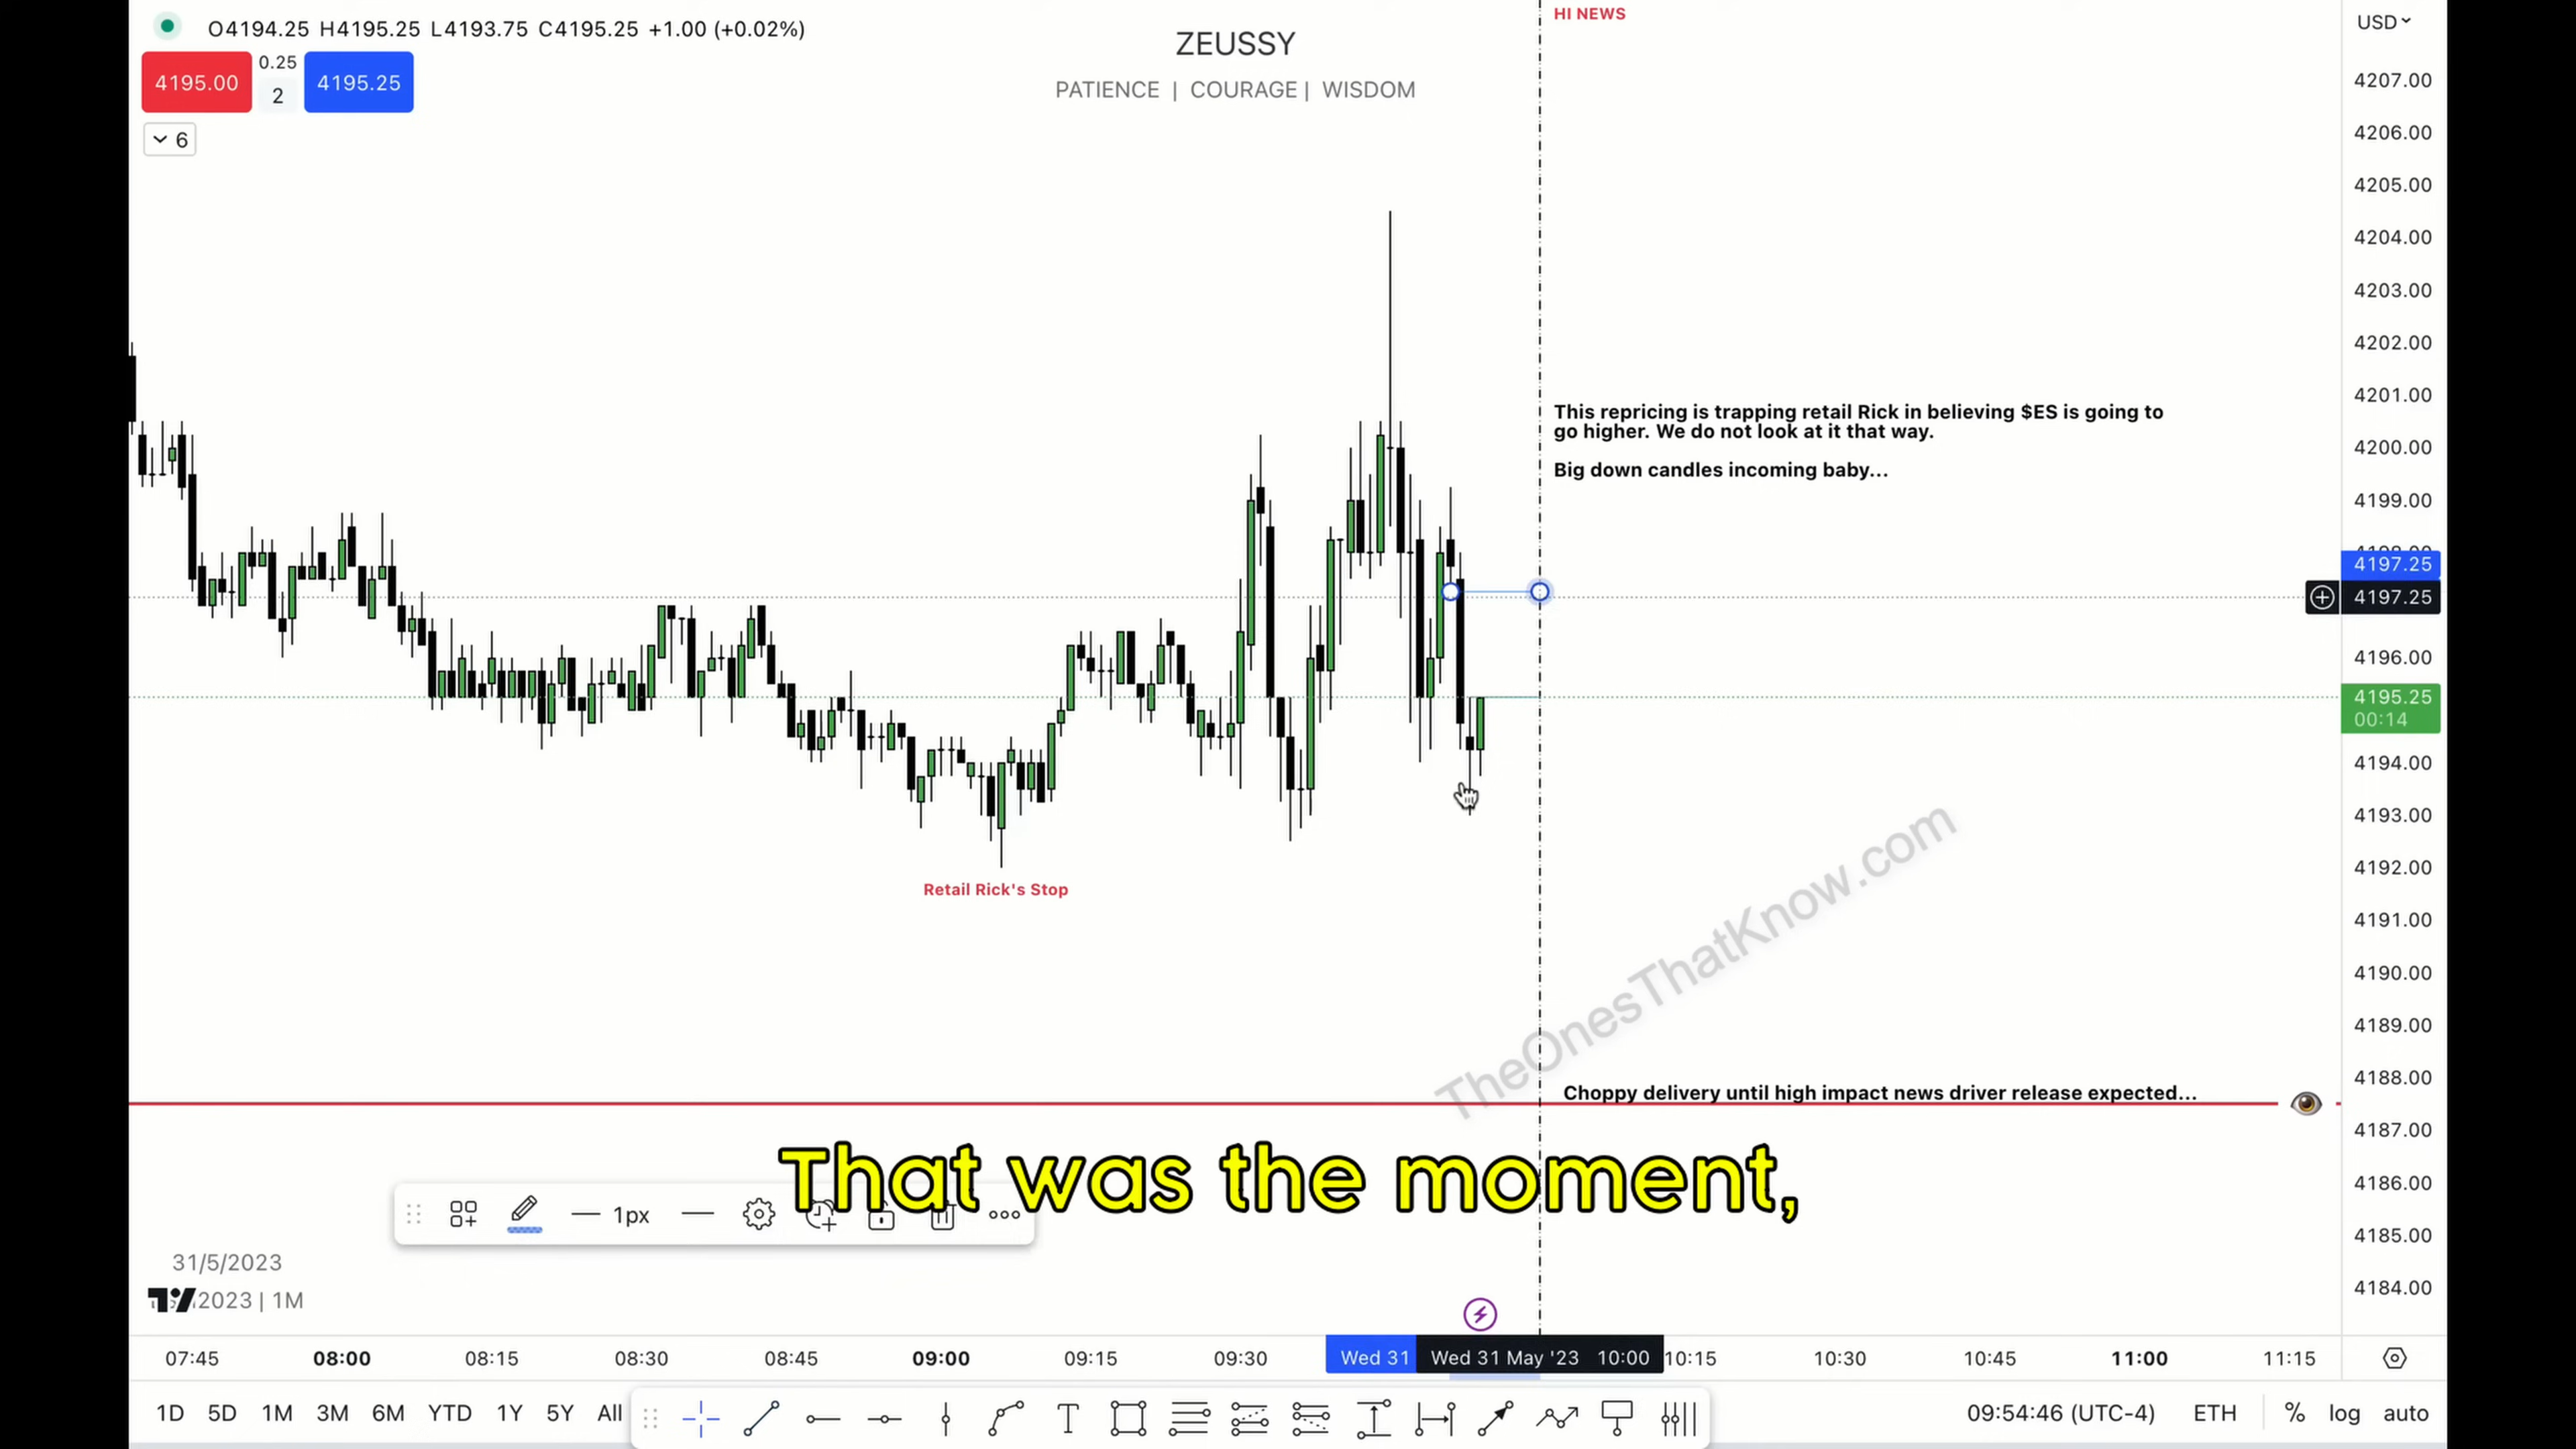 HI NEWS
O4194.25 H4195.25 L4193.75 C4195.25 +1.00 (+0.02%)
USD
ZEUSSY
4195.00 0.25 4195.25
2
PATIENCE | COURAGE | WISDOM
6
4207.00
4206.00
4205.00
4204.00
4203.00
4202.00
4201.00
This repricing is trapping retail Rick in believing $ES is going to
go higher. We do not look at it that way.
4200.00
Big down candles incoming baby...
4199.00
4198.00
4197.25
4197.25
4196.00
4195.25
00:14
4194.00
4193.00
4192.00
Retail Rick's Stop
4191.00
4190.00
TheOnesThatKnow.com
4189.00
4188.00
Choppy delivery until high impact news driver release expected...
4187.00
That was the moment,
4186.00
1px
4185.00
31/5/2023
4184.00
2023 | 1M
07:45 08:00 08:15 08:30 08:45 09:00 09:15 09:30 Wed 31 Wed 31 May '23 10:00 10:15 10:30 10:45 11:00 11:15
1D 5D 1M 3M 6M YTD 1Y 5Y All T 09:54:46 (UTC-4) ETH % log auto